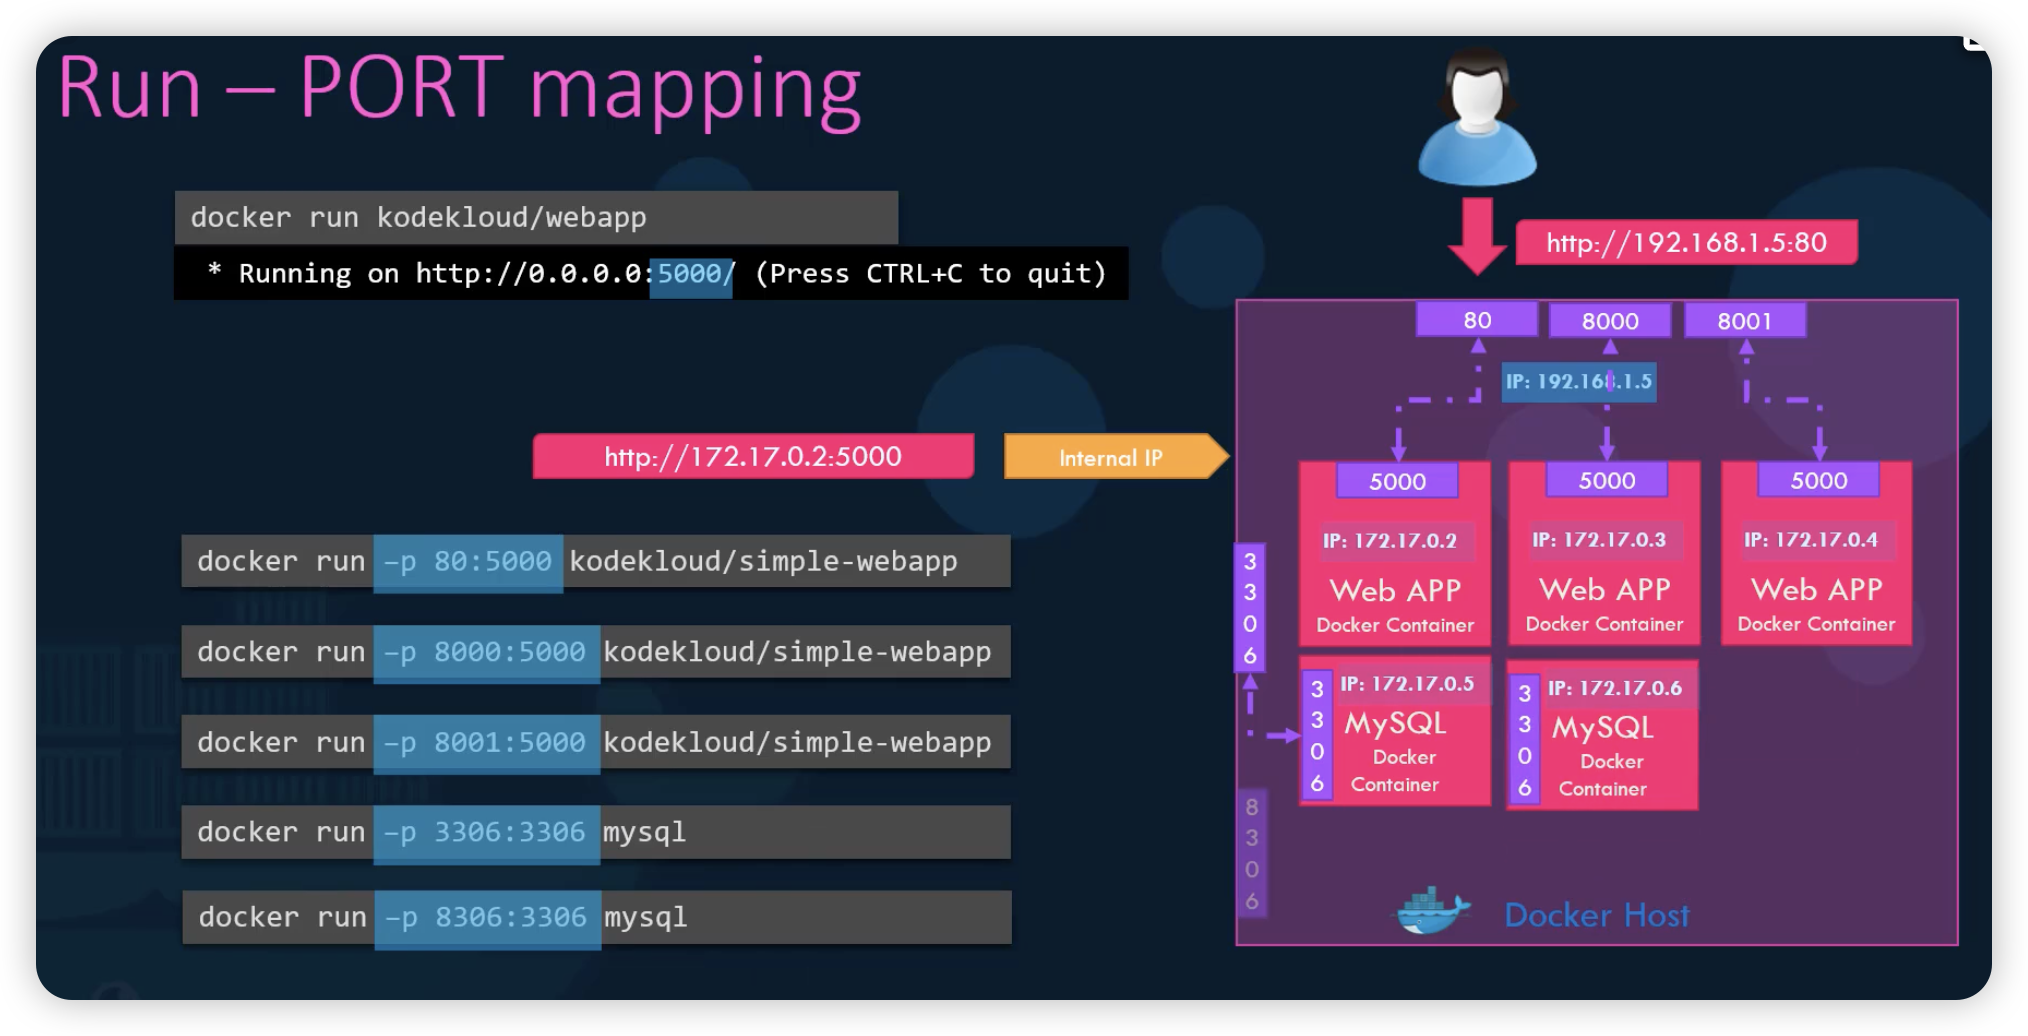 Run – PORT mapping
docker run kodekloud/webapp
* Running on http://0.0.0.0:5000/ (Press CTRL+C to quit)
http://192.168.1.5:80
80
8000
8001
IP: 192.168.1.5
http://172.17.0.2:5000
Internal IP
5000
5000
5000
IP: 172.17.0.2
IP: 172.17.0.3
IP: 172.17.0.4
Web APP
Web APP
Web APP
Docker Container
Docker Container
Docker Container
docker run –p 80:5000 kodekloud/simple-webapp
docker run –p 8000:5000 kodekloud/simple-webapp
docker run –p 8001:5000 kodekloud/simple-webapp
docker run –p 3306:3306 mysql
docker run –p 8306:3306 mysql
3306
3306
IP: 172.17.0.5
MySQL
Docker
Container
3306
IP: 172.17.0.6
MySQL
Docker
Container
8306
Docker Host